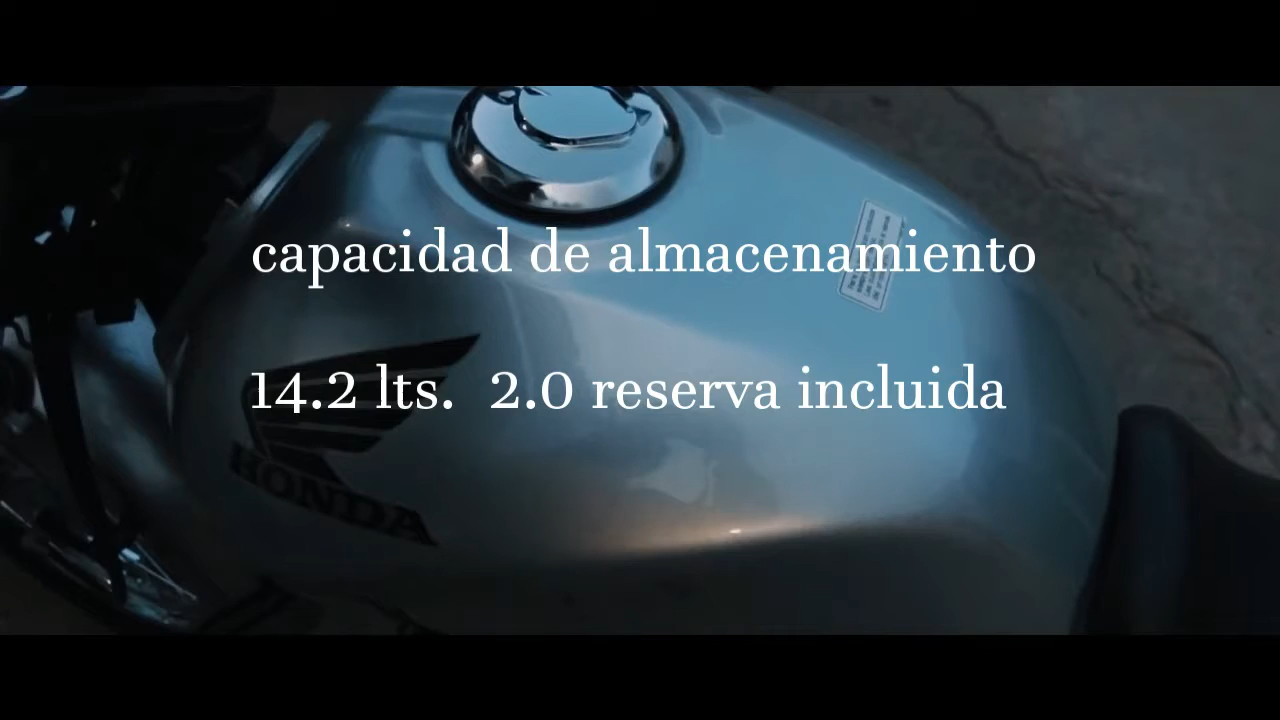 capacidad de almacenamiento
14.2 lts. 2.0 reserva incluida
HONDA